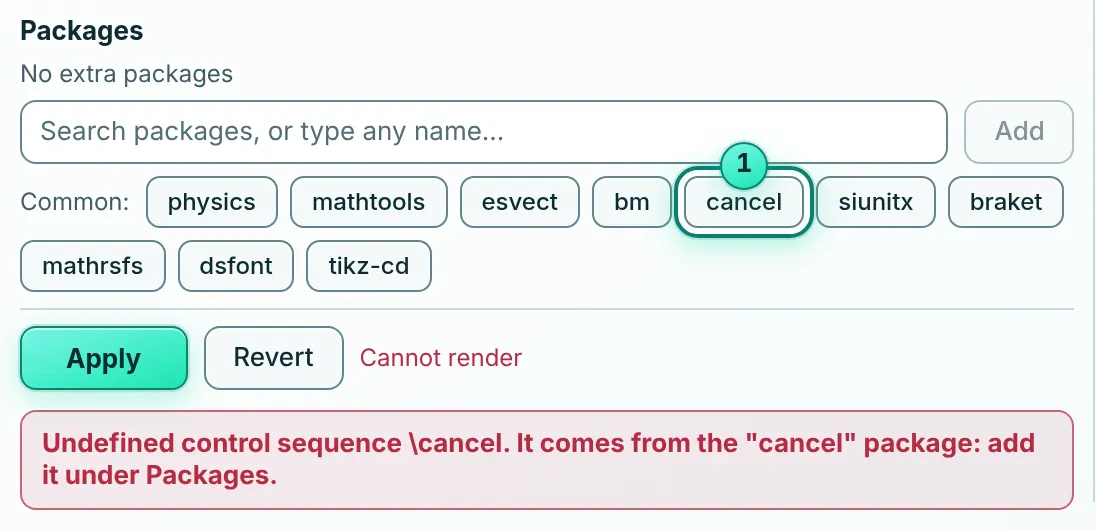 Packages
No extra packages
Search packages, or type any name...
Add
1
Common: physics mathtools esvect bm cancel siunitx braket
mathrsfs dsfont tikz-cd
Apply Revert Cannot render
Undefined control sequence \cancel. It comes from the "cancel" package: add
it under Packages.